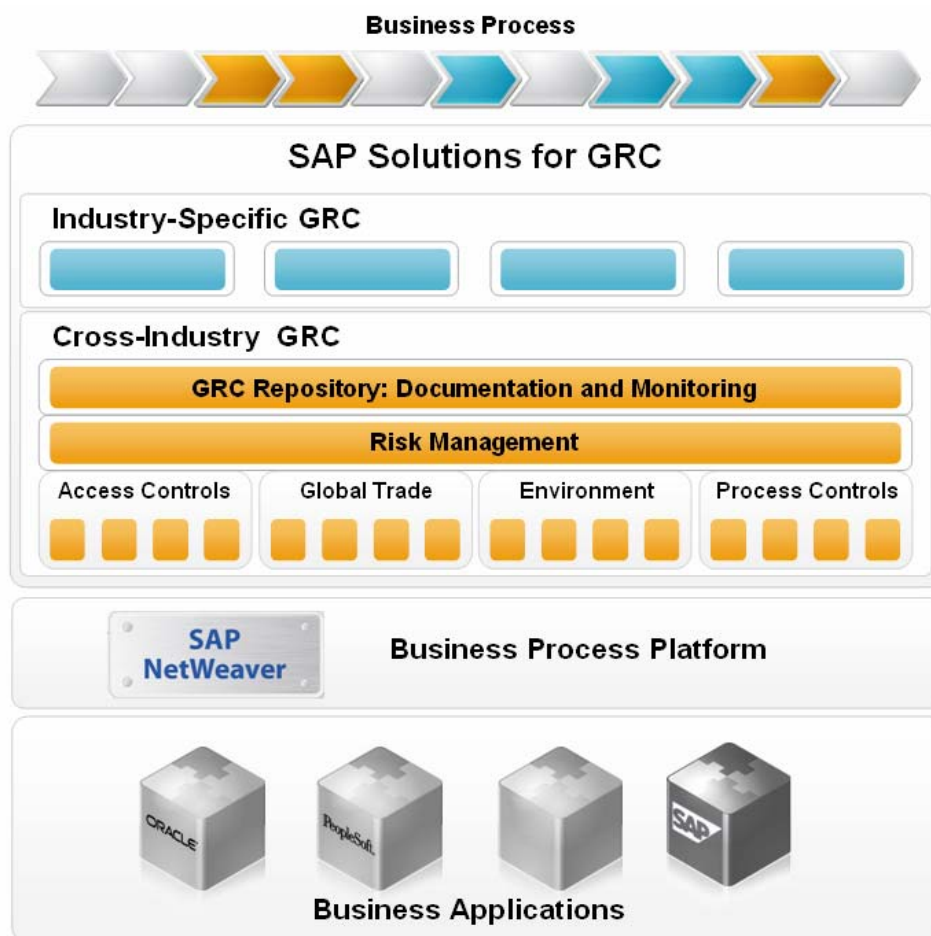 Business Process
SAP Solutions for GRC
Industry-Specific GRC
Cross-Industry GRC
GRC Repository: Documentation and Monitoring
Risk Management
Access Controls
Global Trade
Environment
Process Controls
SAP
NetWeaver
Business Process Platform
ORACLE
PeopleSoft.
SAP
Business Applications